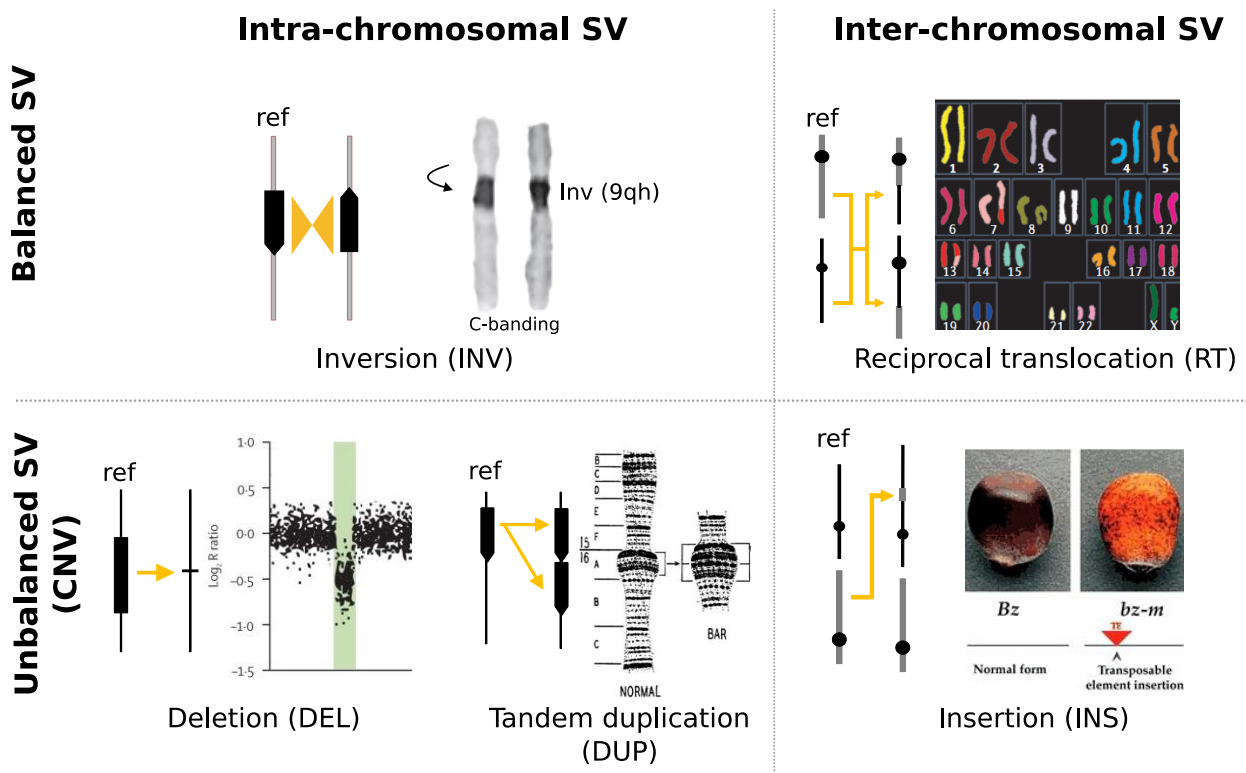 Intra-chromosomal SV
Inter-chromosomal SV
Balanced SV
ref
Inv (9qh)
C-banding
Inversion (INV)
ref
1 2 3 4 5
6 7 8 9 10 11 12
13 14 15 16 17 18
19 20 21 22 X Y
Reciprocal translocation (RT)
Unbalanced SV
(CNV)
ref
Log2 R ratio
1·0
0·5
0·0
−0·5
−1·0
−1·5
Deletion (DEL)
ref
B
C
D
E
F
15
16
A
B
C
NORMAL
BAR
Tandem duplication
(DUP)
ref
Bz
bz-m
TE
Normal form
Transposable
element insertion
Insertion (INS)